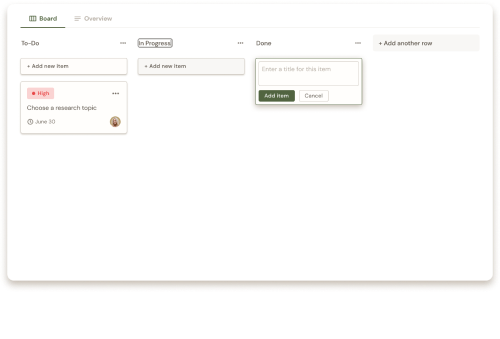 Board
Overview
To-Do
In Progress
Done
+ Add another row
+ Add new item
+ Add new item
Enter a title for this item
Add item
Cancel
High
Choose a research topic
June 30